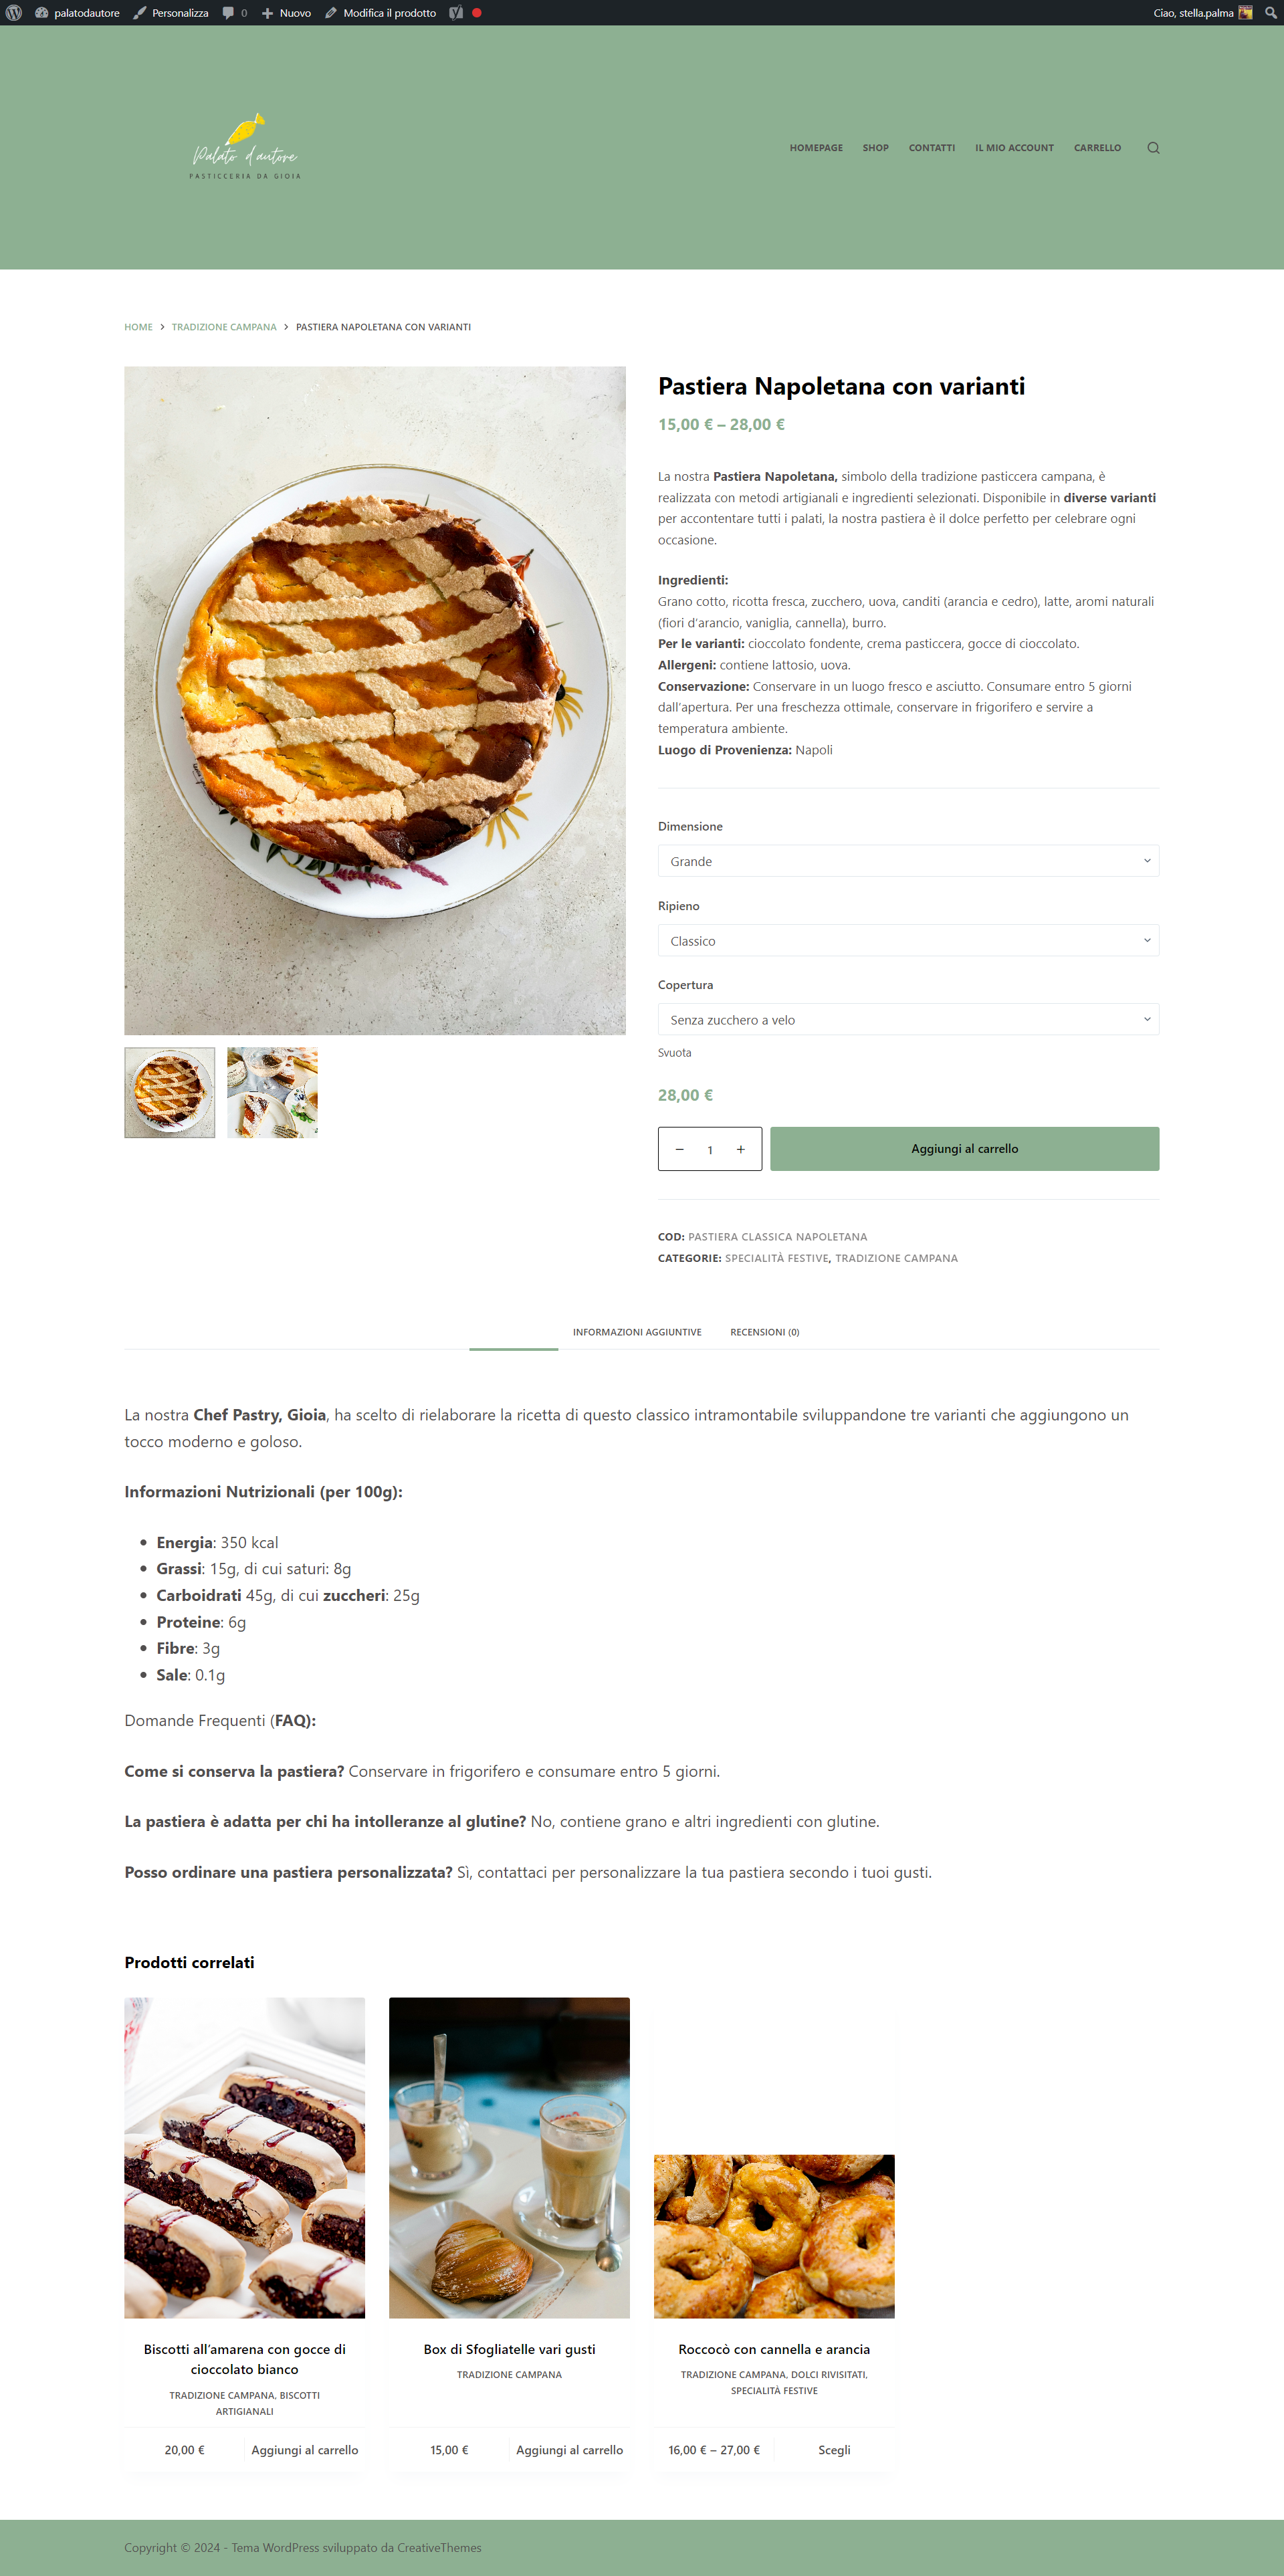 palatodautore Personalizza 0 Nuovo Modifica il prodotto Ciao, stella.palma
Palato d'autore
PASTICCERIA DA GIOIA
HOMEPAGE SHOP CONTATTI IL MIO ACCOUNT CARRELLO
HOME > TRADIZIONE CAMPANA > PASTIERA NAPOLETANA CON VARIANTI
Pastiera Napoletana con varianti
15,00 € – 28,00 €
La nostra Pastiera Napoletana, simbolo della tradizione pasticcera campana, è
realizzata con metodi artigianali e ingredienti selezionati. Disponibile in diverse varianti
per accontentare tutti i palati, la nostra pastiera è il dolce perfetto per celebrare ogni
occasione.
Ingredienti:
Grano cotto, ricotta fresca, zucchero, uova, canditi (arancia e cedro), latte, aromi naturali
(fiori d’arancio, vaniglia, cannella), burro.
Per le varianti: cioccolato fondente, crema pasticcera, gocce di cioccolato.
Allergeni: contiene lattosio, uova.
Conservazione: Conservare in un luogo fresco e asciutto. Consumare entro 5 giorni
dall’apertura. Per una freschezza ottimale, conservare in frigorifero e servire a
temperatura ambiente.
Luogo di Provenienza: Napoli
Dimensione
Grande
Ripieno
Classico
Copertura
Senza zucchero a velo
Svuota
28,00 €
− 1 +
Aggiungi al carrello
COD: PASTIERA CLASSICA NAPOLETANA
CATEGORIE: SPECIALITÀ FESTIVE, TRADIZIONE CAMPANA
INFORMAZIONI AGGIUNTIVE RECENSIONI (0)
La nostra Chef Pastry, Gioia, ha scelto di rielaborare la ricetta di questo classico intramontabile sviluppandone tre varianti che aggiungono un
tocco moderno e goloso.
Informazioni Nutrizionali (per 100g):
• Energia: 350 kcal
• Grassi: 15g, di cui saturi: 8g
• Carboidrati 45g, di cui zuccheri: 25g
• Proteine: 6g
• Fibre: 3g
• Sale: 0.1g
Domande Frequenti (FAQ):
Come si conserva la pastiera? Conservare in frigorifero e consumare entro 5 giorni.
La pastiera è adatta per chi ha intolleranze al glutine? No, contiene grano e altri ingredienti con glutine.
Posso ordinare una pastiera personalizzata? Sì, contattaci per personalizzare la tua pastiera secondo i tuoi gusti.
Prodotti correlati
Biscotti all’amarena con gocce di
cioccolato bianco
TRADIZIONE CAMPANA, BISCOTTI
ARTIGIANALI
20,00 € Aggiungi al carrello
Box di Sfogliatelle vari gusti
TRADIZIONE CAMPANA
15,00 € Aggiungi al carrello
Roccocò con cannella e arancia
TRADIZIONE CAMPANA, DOLCI RIVISITATI,
SPECIALITÀ FESTIVE
16,00 € – 27,00 € Scegli
Copyright © 2024 - Tema WordPress sviluppato da CreativeThemes